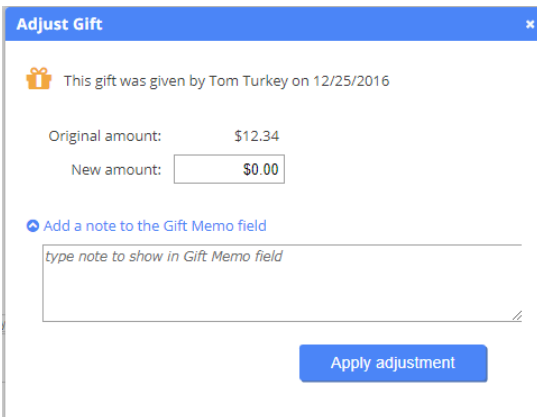 Adjust Gift ×
This gift was given by Tom Turkey on 12/25/2016
Original amount: $12.34
New amount: $0.00
Add a note to the Gift Memo field
type note to show in Gift Memo field
Apply adjustment